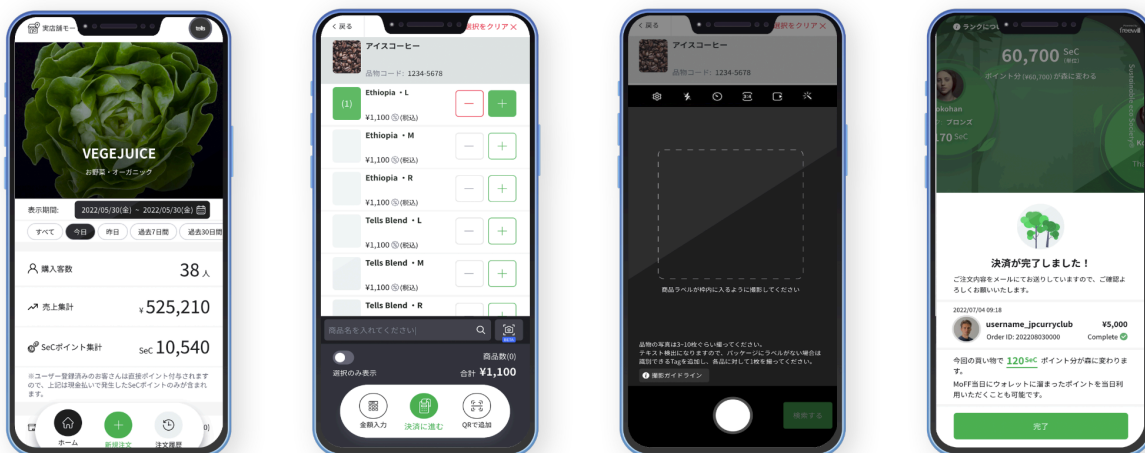 実店舗モー
tells
VEGEJUICE
お野菜・オーガニック
表示期間:
2022/05/30(金) ~ 2022/05/30(金)
すべて
今日
昨日
過去7日間
過去30日間
購入客数
38 人
売上集計
¥ 525,210
SeCポイント集計
SeC 10,540
※ユーザー管理済みのお客さんは直接ポイント付与されます
ので、上記は現金払いで発生したSeCポイントのみが含まれ
ます。
ホーム
新規注文
注文履歴
< 戻る
選択をクリア ×
アイスコーヒー
品物コード: 1234-5678
(1)
Ethiopia ・L
¥1,100 Ⓢ(税込)
Ethiopia ・M
¥1,100 Ⓢ(税込)
Ethiopia ・R
¥1,100 Ⓢ(税込)
Tells Blend ・L
¥1,100 Ⓢ(税込)
Tells Blend ・M
¥1,100 Ⓢ(税込)
Tells Blend ・R
商品名を入れてください
BETA
商品数(0)
選択のみ表示
合計 ¥1,100
金額入力
決済に進む
QRで追加
< 戻る
選択をクリア ×
アイスコーヒー
品物コード: 1234-5678
商品ラベルが枠内に入るように撮影してください
品物の写真は3-10枚ぐらい撮ってください。
テキスト検出になりますので、パッケージにラベルがない場合は
識別できるTagを追加し、各品に対して1枚を撮ってください。
撮影ガイドライン
検索する
ランクについ
freewill
60,700 SeC
ポイント分 (¥60,700) が森に変わる
Sustainable eco Society
okohan
ブロンズ
170 SeC
決済が完了しました！
ご注文内容をメールにてお送りしていますので、ご確認よ
ろしくお願いいたします。
2022/07/04 09:18
username_jpcurryclub
¥5,000
Order ID: 202208030000
Complete
今回の買い物で 120 SeC ポイント分が森に変わりま
す。
MoFF当日にウォレットに溜まったポイントを当日利
用いただくことも可能です。
完了